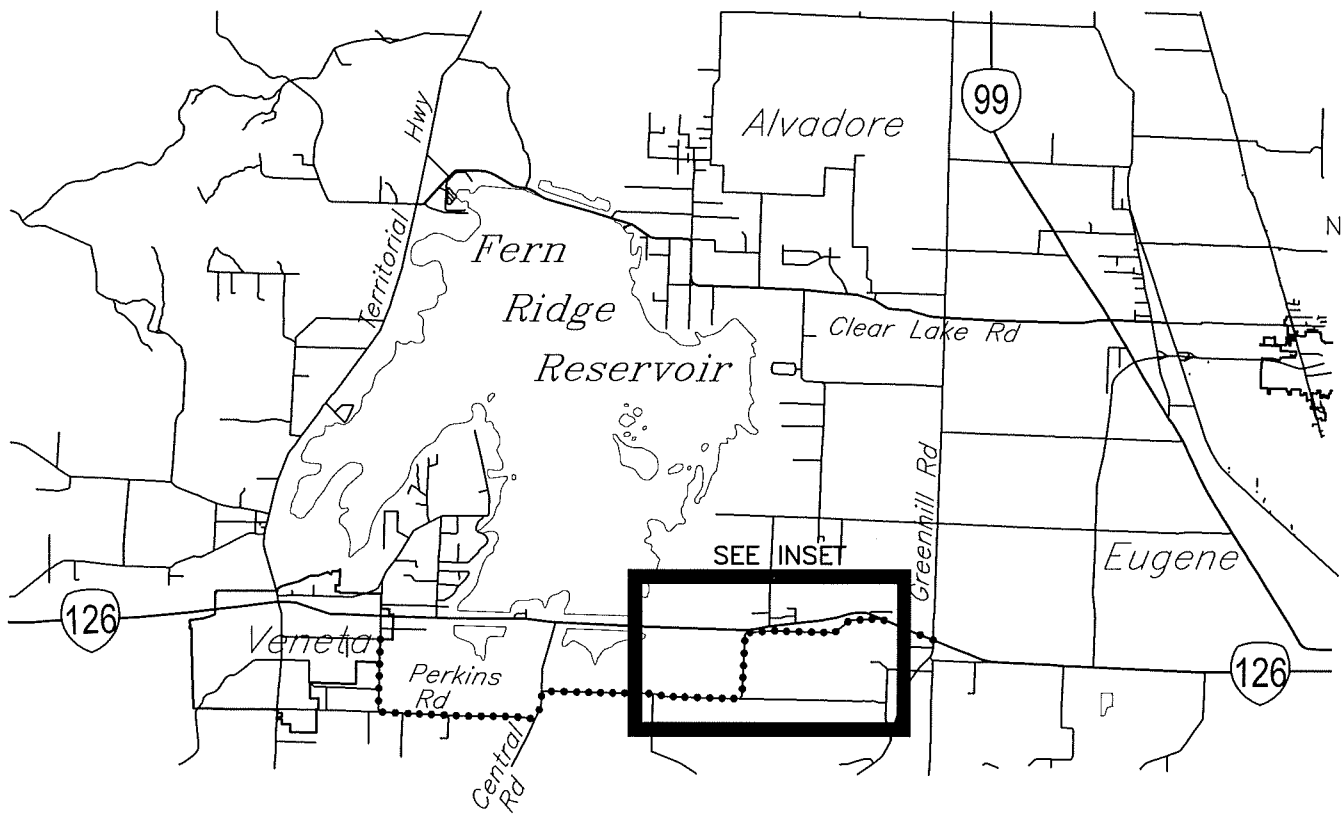 99
Alvadore
Hwy
Territorial
N
Fern
Ridge
Reservoir
Clear Lake Rd
Greenhill Rd
SEE INSET
Eugene
126
Veneta
Perkins
Rd
126
Central
Rd